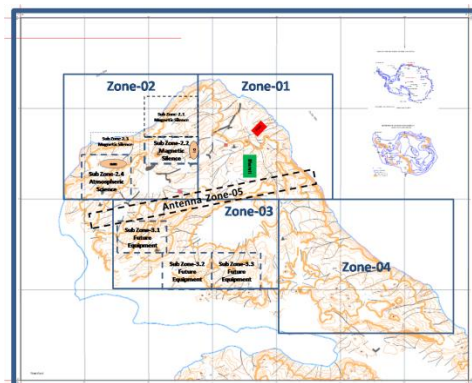 Zone-02
Zone-01
Sub Zone-2.1
Magnetic Silence
Sub Zone-2.3
Magnetic Silence
Sub Zone-2.2
Magnetic
Silence
Sub Zone-2.4
Atmospheric
Science
Antenna Zone-05
Zone-03
Sub Zone-3.1
Future
Equipment
Sub Zone-3.2
Future
Equipment
Sub Zone-3.3
Future
Equipment
Zone-04